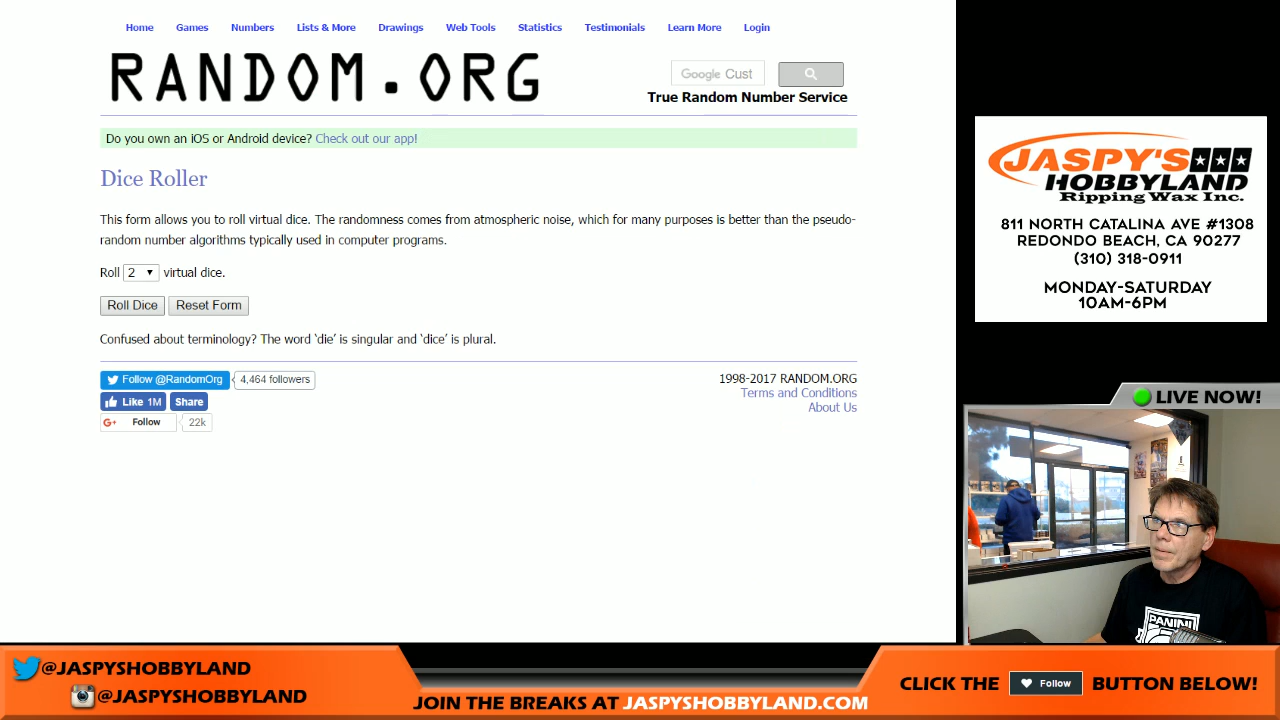 Home Games Numbers Lists & More Drawings Web Tools Statistics Testimonials Learn More Login
RANDOM.ORG
Google Cust
True Random Number Service
Do you own an iOS or Android device? Check out our app!
Dice Roller
This form allows you to roll virtual dice. The randomness comes from atmospheric noise, which for many purposes is better than the pseudo-
random number algorithms typically used in computer programs.
Roll 2 virtual dice.
Roll Dice Reset Form
Confused about terminology? The word ‘die’ is singular and ‘dice’ is plural.
Follow @RandomOrg 4,464 followers
Like 1M Share
G+ Follow 22k
1998-2017 RANDOM.ORG
Terms and Conditions
About Us
JASPY'S
HOBBYLAND
Ripping Wax Inc.
811 NORTH CATALINA AVE #1308
REDONDO BEACH, CA 90277
(310) 318-0911
MONDAY-SATURDAY
10AM-6PM
LIVE NOW!
PANINI
@JASPYSHOBBYLAND
@JASPYSHOBBYLAND
JOIN THE BREAKS AT JASPYSHOBBYLAND.COM
CLICK THE Follow BUTTON BELOW!